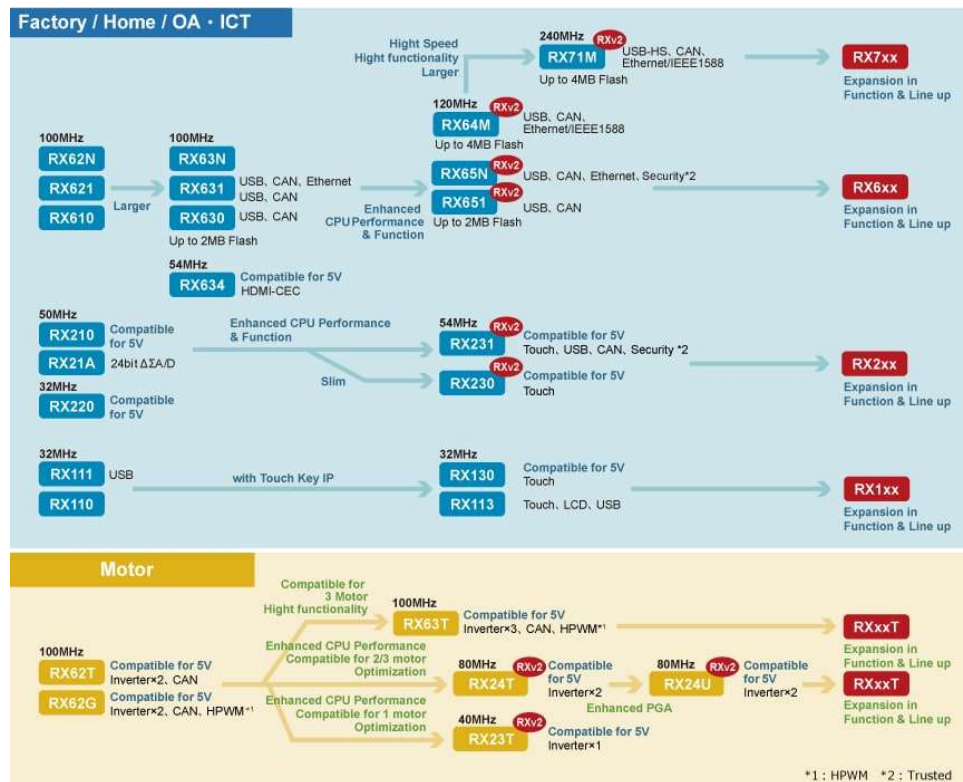 Factory / Home / OA・ICT
Hight Speed
Hight functionality
Larger
240MHz
RX71M
RXv2
USB-HS、CAN、
Ethernet/IEEE1588
Up to 4MB Flash
RX7xx
Expansion in
Function & Line up
120MHz
RX64M
RXv2
USB、CAN、
Ethernet/IEEE1588
Up to 4MB Flash
100MHz
RX62N
RX621
RX610
Larger
100MHz
RX63N
RX631
USB、CAN、Ethernet
USB、CAN
RX630
USB、CAN
Up to 2MB Flash
Enhanced
CPU Performance
& Function
RX65N
RXv2
USB、CAN、Ethernet、Security*2
RX651
RXv2
USB、CAN
Up to 2MB Flash
RX6xx
Expansion in
Function & Line up
54MHz
RX634
Compatible for 5V
HDMI-CEC
50MHz
RX210
Compatible
for 5V
RX21A
24bit ΔΣA/D
32MHz
RX220
Compatible
for 5V
Enhanced CPU Performance
& Function
Slim
54MHz
RX231
RXv2
Compatible for 5V
Touch、USB、CAN、Security *2
RX230
RXv2
Compatible for 5V
Touch
RX2xx
Expansion in
Function & Line up
32MHz
RX111
USB
RX110
with Touch Key IP
32MHz
RX130
Compatible for 5V
Touch
RX113
Touch、LCD、USB
RX1xx
Expansion in
Function & Line up
Motor
Compatible for
3 Motor
Hight functionality
100MHz
RX63T
Compatible for 5V
Inverter×3、CAN、HPWM*1
RXxxT
Expansion in
Function & Line up
100MHz
RX62T
Compatible for 5V
Inverter×2、CAN
RX62G
Compatible for 5V
Inverter×2、CAN、HPWM*1
Enhanced CPU Performance
Compatible for 2/3 motor
Optimization
80MHz
RX24T
RXv2
Compatible
for 5V
Inverter×2
Enhanced PGA
80MHz
RX24U
RXv2
Compatible
for 5V
Inverter×2
RXxxT
Expansion in
Function & Line up
Enhanced CPU Performance
Compatible for 1 motor
Optimization
40MHz
RX23T
RXv2
Compatible for 5V
Inverter×1
*1 : HPWM *2 : Trusted